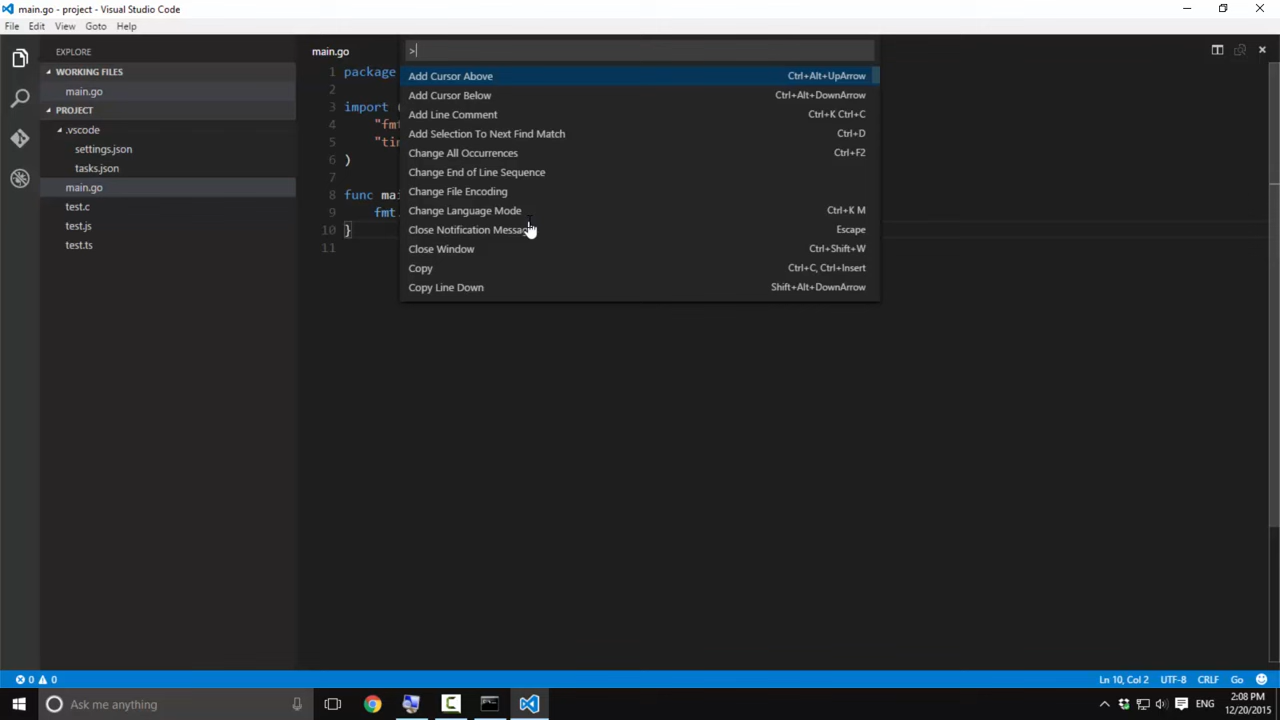 main.go - project - Visual Studio Code
File Edit View Goto Help
EXPLORE
WORKING FILES
main.go
PROJECT
.vscode
settings.json
tasks.json
main.go
test.c
test.js
test.ts
main.go
>
Add Cursor Above Ctrl+Alt+UpArrow
Add Cursor Below Ctrl+Alt+DownArrow
Add Line Comment Ctrl+K Ctrl+C
Add Selection To Next Find Match Ctrl+D
Change All Occurrences Ctrl+F2
Change End of Line Sequence
Change File Encoding
Change Language Mode Ctrl+K M
Close Notification Messag Escape
Close Window Ctrl+Shift+W
Copy Ctrl+C, Ctrl+Insert
Copy Line Down Shift+Alt+DownArrow
1 package
2
3 import (
4 "fm
5 "tin
6 )
7
8 func mai
9 fmt.
10 }
11
0 0 Ln 10, Col 2 UTF-8 CRLF Go
Ask me anything
ENG
2:08 PM
12/20/2015